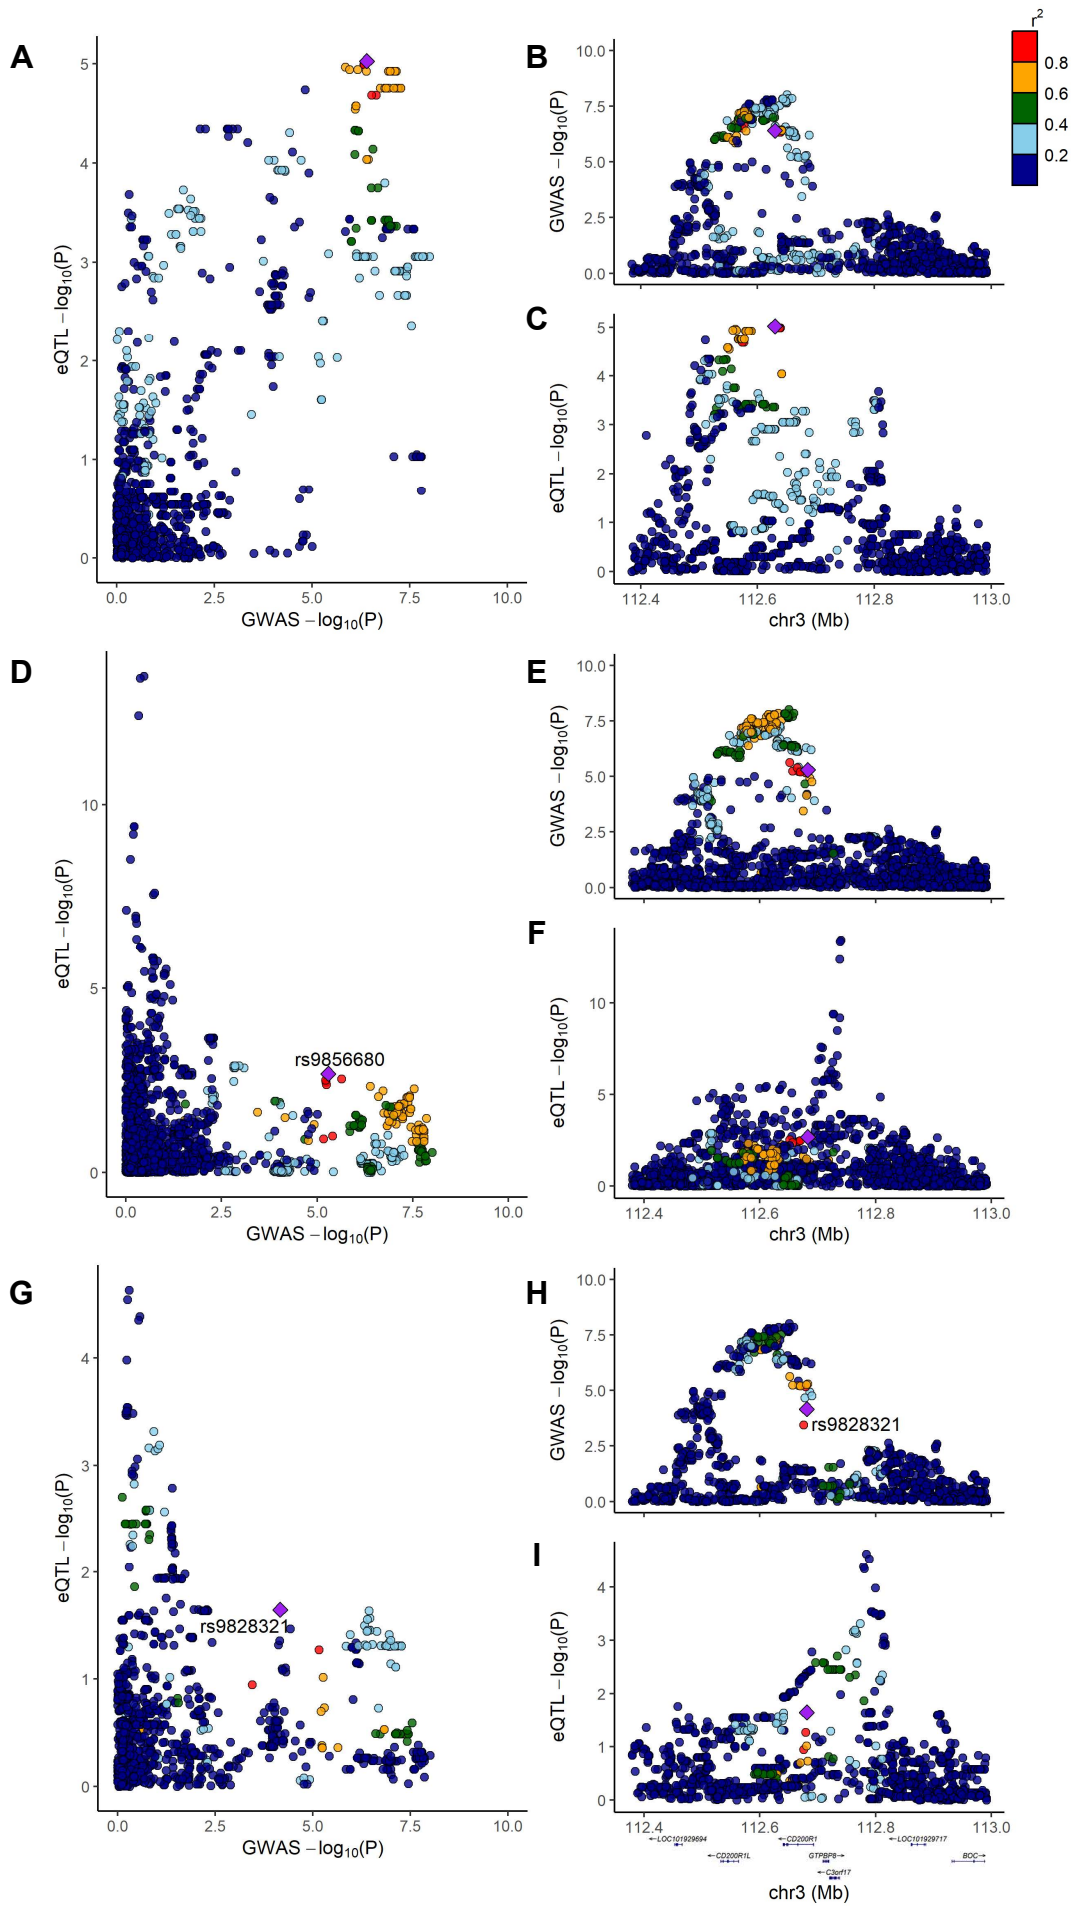 A
5
4
3
2
1
0
eQTL −log10(P)
0.0 2.5 5.0 7.5 10.0
GWAS −log10(P)
B
10.0
7.5
5.0
2.5
0.0
GWAS −log10(P)
r2
0.8
0.6
0.4
0.2
C
5
4
3
2
1
0
eQTL −log10(P)
112.4 112.6 112.8 113.0
chr3 (Mb)
D
10
5
0
eQTL −log10(P)
rs9856680
0.0 2.5 5.0 7.5 10.0
GWAS −log10(P)
E
10.0
7.5
5.0
2.5
0.0
GWAS −log10(P)
F
10
5
0
eQTL −log10(P)
112.4 112.6 112.8 113.0
chr3 (Mb)
G
4
3
2
1
0
eQTL −log10(P)
rs9828321
0.0 2.5 5.0 7.5 10.0
GWAS −log10(P)
H
10.0
7.5
5.0
2.5
0.0
GWAS −log10(P)
rs9828321
I
4
3
2
1
0
eQTL −log10(P)
112.4 112.6 112.8 113.0
←LOC101929694 ←CD200R1 ←LOC101929717
←CD200R1L GTPBP8→ BOC→
←C3orf17
chr3 (Mb)